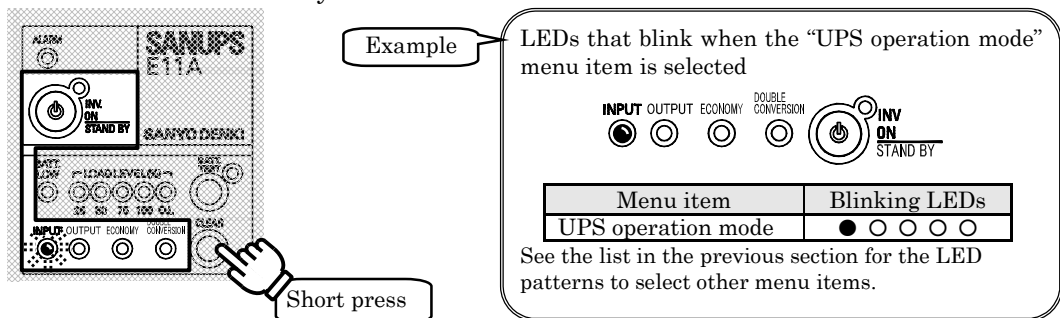 ALARM
SANUPS
E11A
INV.
ON
STAND BY
SANYO DENKI
BATT. LOW
LOAD LEVEL[%]
BATT. TEST
25 50 70 100 O.L.
CLEAR
INPUT OUTPUT ECONOMY DOUBLE CONVERSION
Short press
Example
LEDs that blink when the “UPS operation mode”
menu item is selected
INPUT OUTPUT ECONOMY DOUBLE CONVERSION
INV
ON
STAND BY
Menu item Blinking LEDs
UPS operation mode ● ○ ○ ○ ○
See the list in the previous section for the LED
patterns to select other menu items.